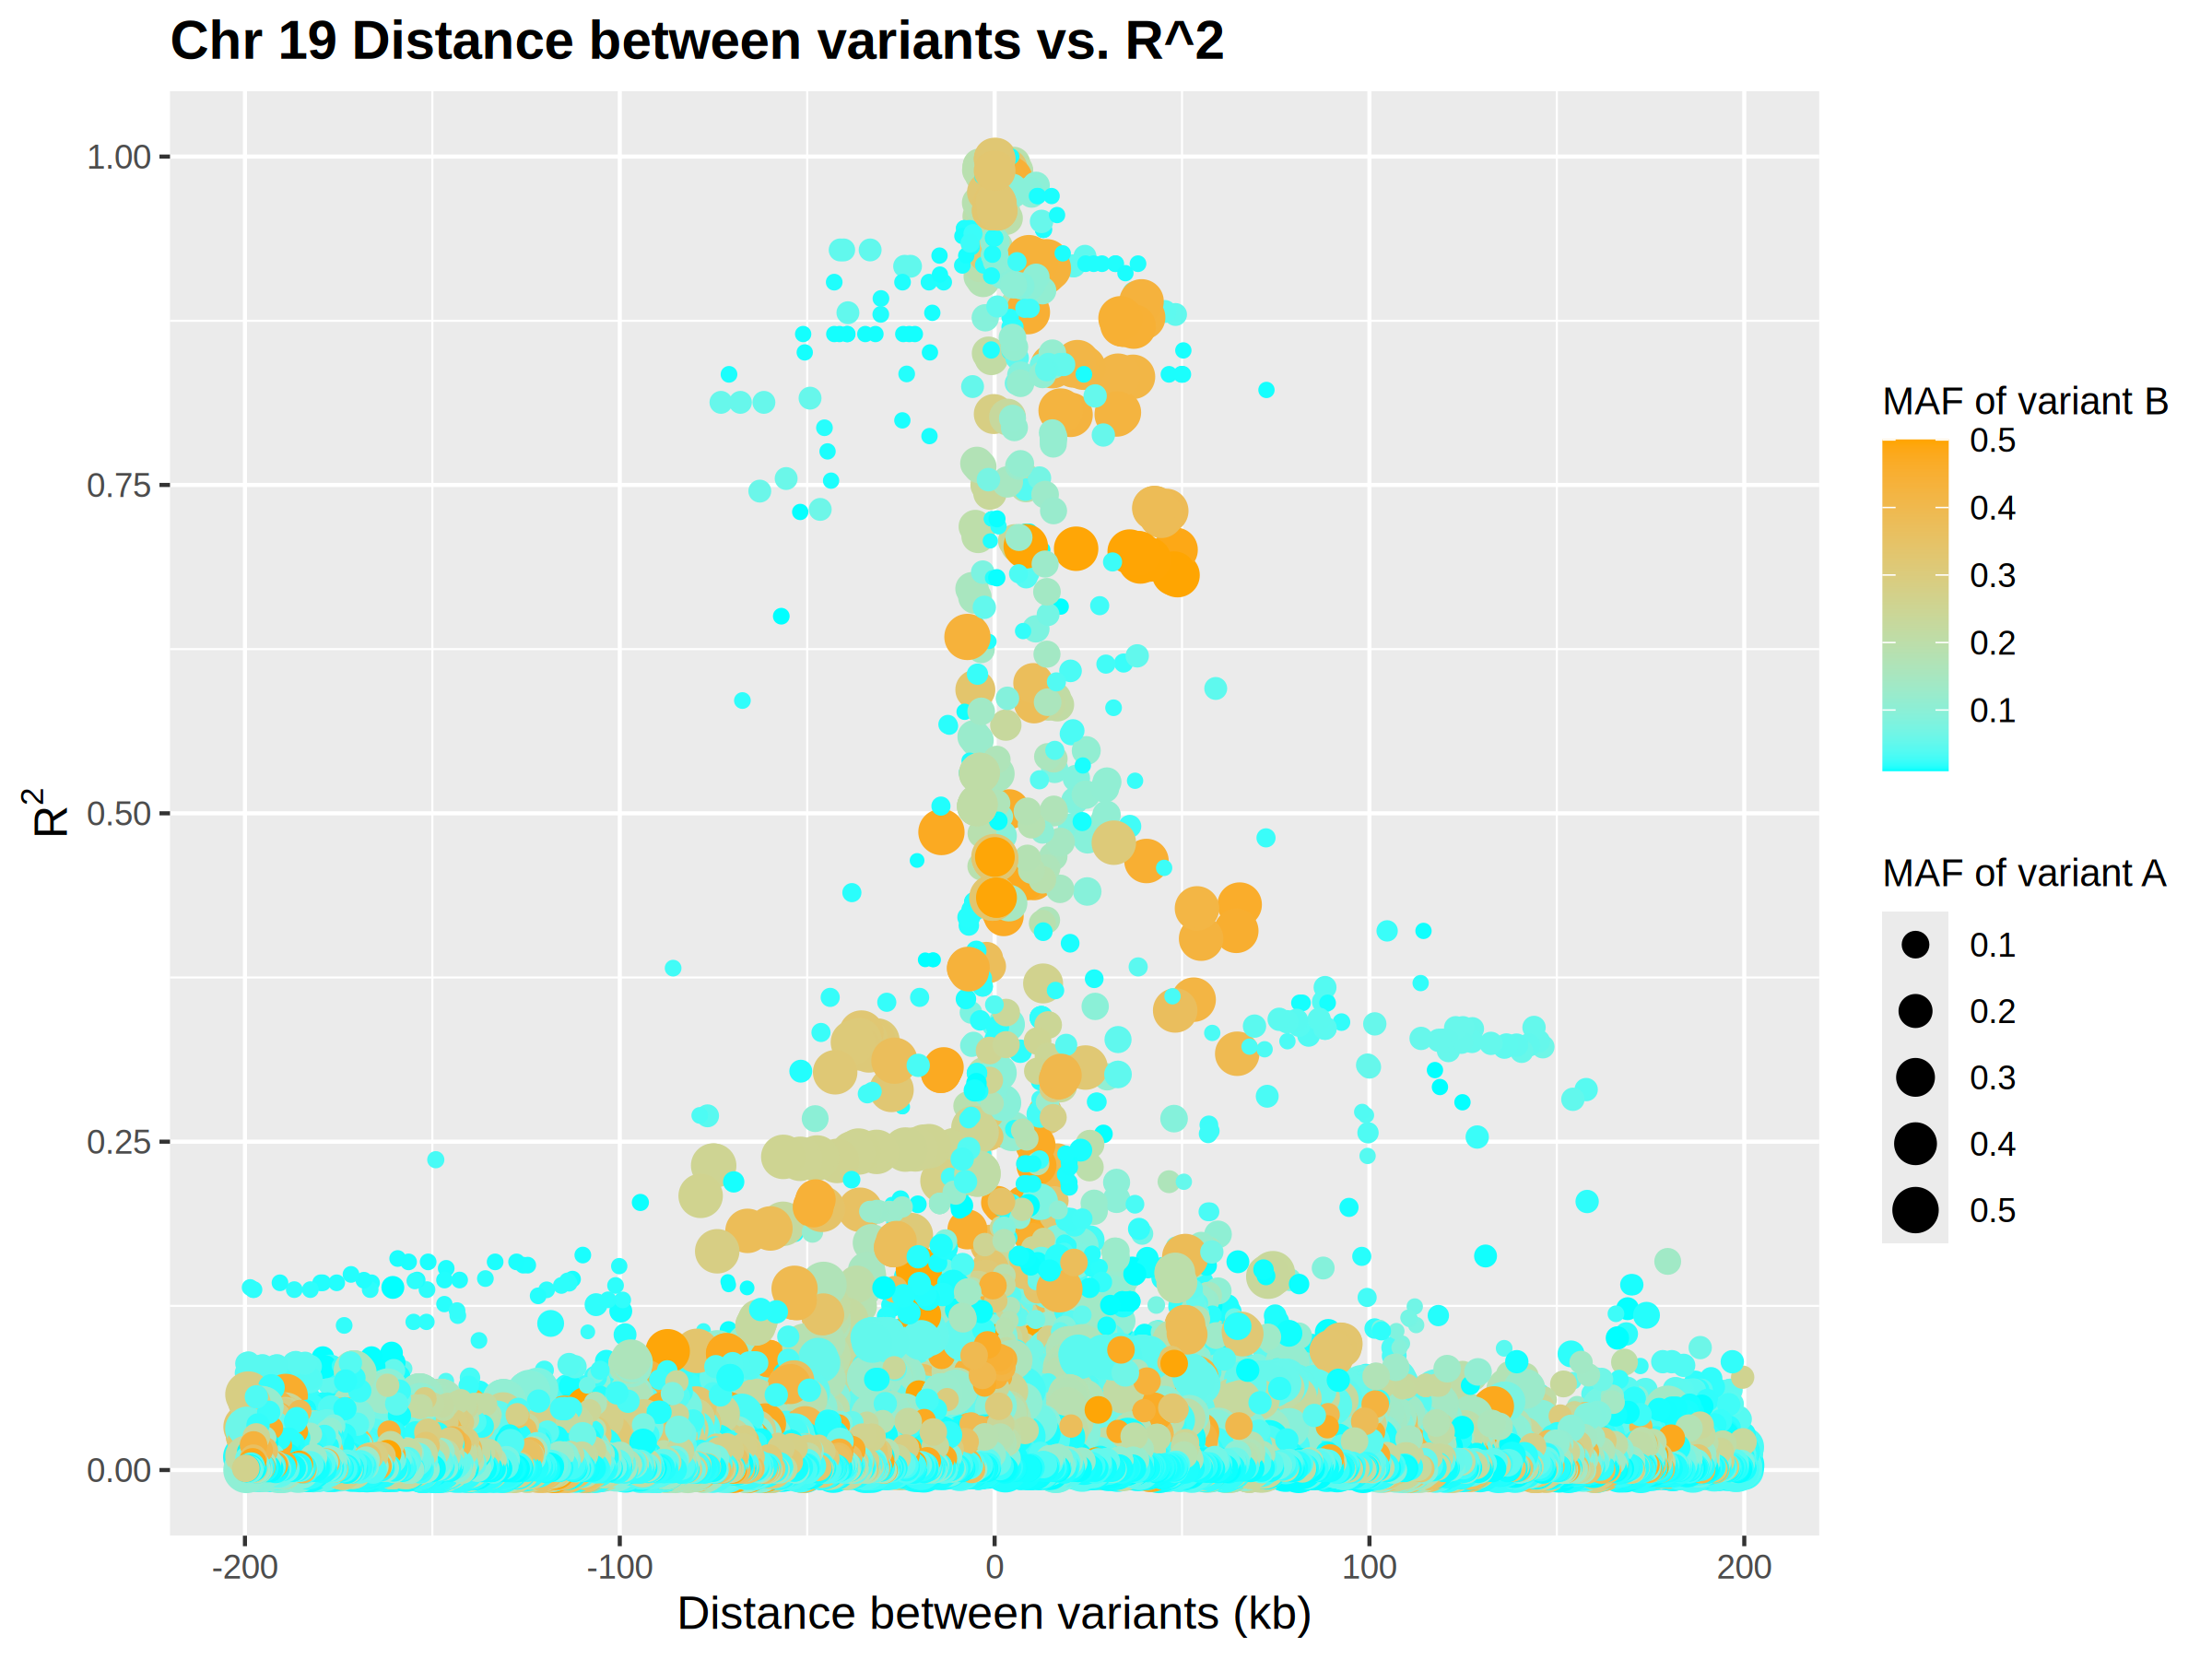 Chr 19 Distance between variants vs. R^2
R²
1.00
0.75
0.50
0.25
0.00
-200 -100 0 100 200
Distance between variants (kb)
MAF of variant B
0.5
0.4
0.3
0.2
0.1
MAF of variant A
0.1
0.2
0.3
0.4
0.5